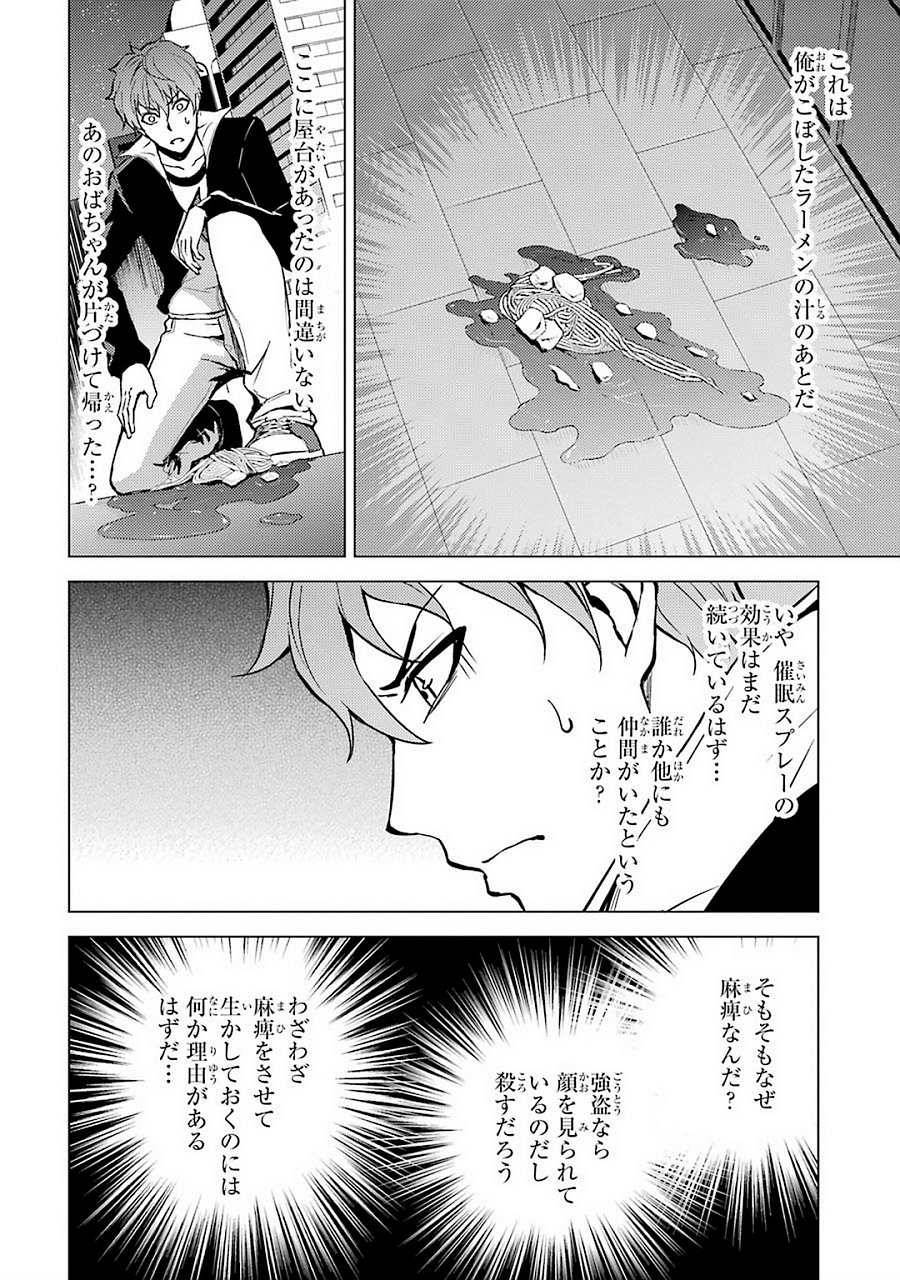 これは
俺がこぼしたラーメンの汁のあとだ
ここに屋台があったのは間違いない
あのおばちゃんが片づけて帰った…?
いや 催眠スプレーの
効果はまだ
続いているはず…
誰か他にも
仲間がいたという
ことか?
そもそもなぜ
麻痺なんだ?
強盗なら
顔を見られて
いるのだし
殺すだろう
わざわざ
麻痺をさせて
生かしておくのには
何か理由がある
はずだ…